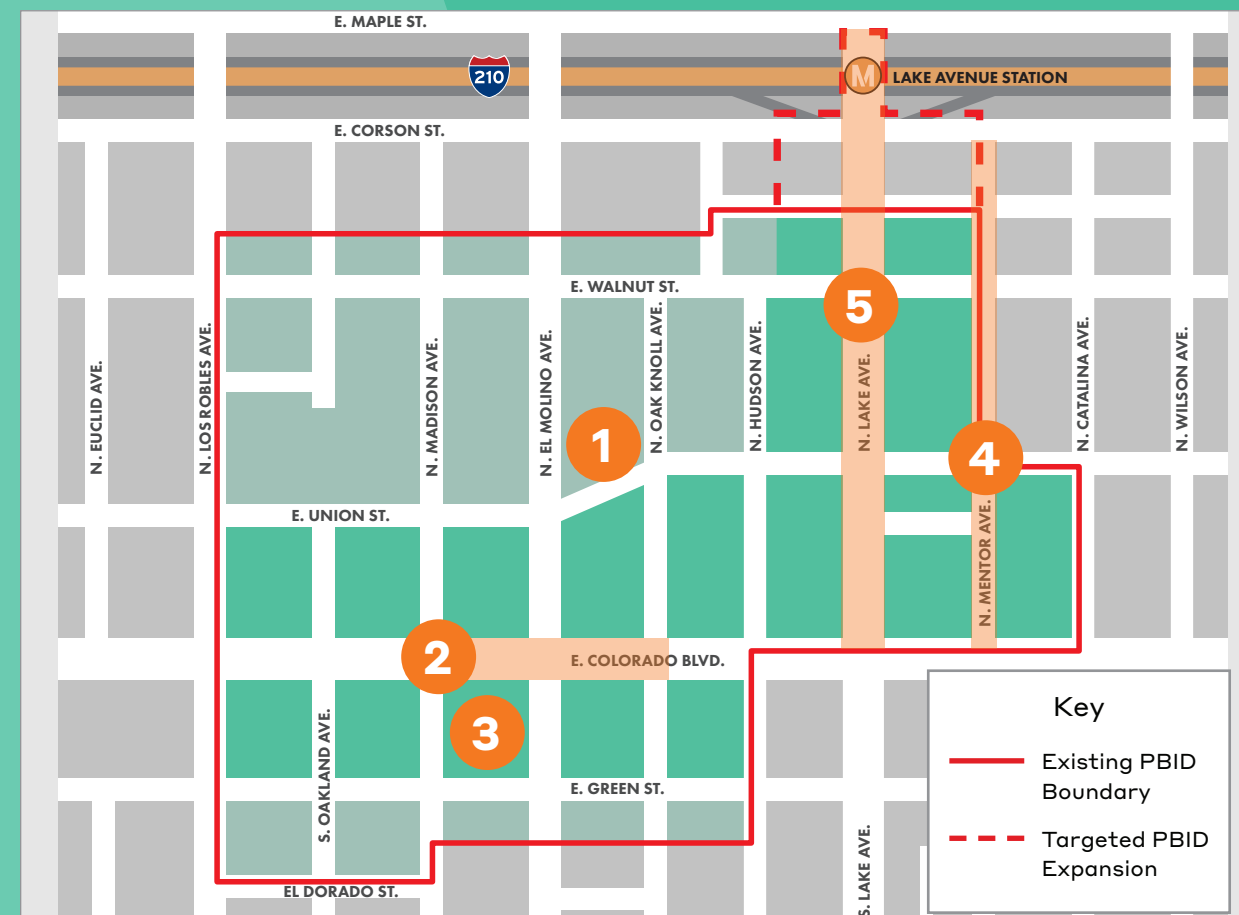 E. MAPLE ST.
210
M
LAKE AVENUE STATION
E. CORSON ST.
E. WALNUT ST.
5
N. EUCLID AVE.
N. LOS ROBLES AVE.
N. MADISON AVE.
N. EL MOLINO AVE.
N. OAK KNOLL AVE.
N. HUDSON AVE.
N. LAKE AVE.
N. CATALINA AVE.
N. WILSON AVE.
1
4
E. UNION ST.
N. MENTOR AVE.
2
E. COLORADO BLVD.
3
S. OAKLAND AVE.
E. GREEN ST.
S. LAKE AVE.
EL DORADO ST.
Key
Existing PBID
Boundary
Targeted PBID
Expansion